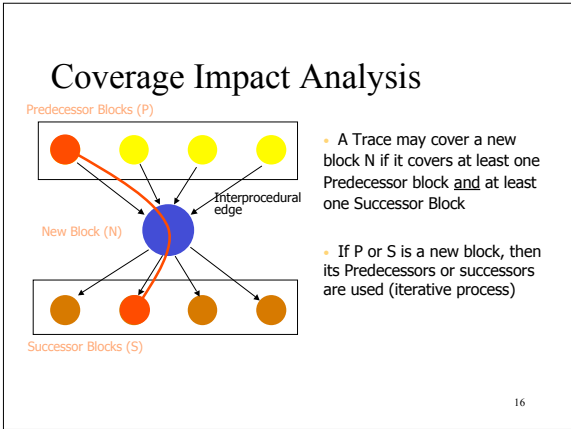 Coverage Impact Analysis
Predecessor Blocks (P)
Interprocedural
edge
New Block (N)
Successor Blocks (S)
• A Trace may cover a new
block N if it covers at least one
Predecessor block and at least
one Successor Block
• If P or S is a new block, then
its Predecessors or successors
are used (iterative process)
16